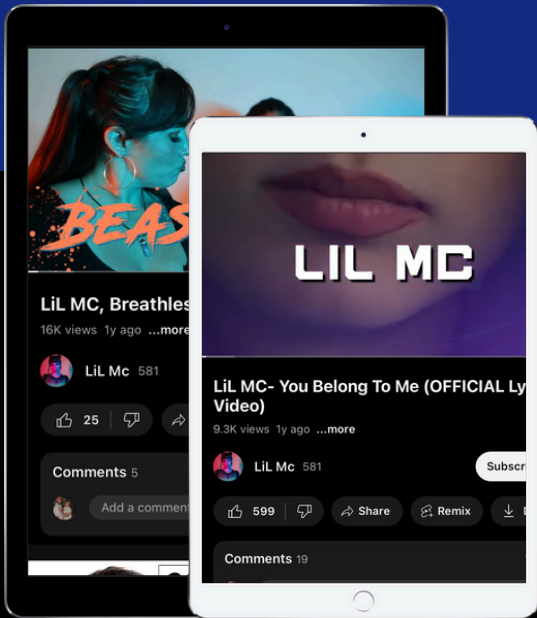 BEAS
LiL MC, Breathles
16K views 1y ago ...more
LiL Mc 581
25
Comments 5
Add a commen
LIL MC
LiL MC- You Belong To Me (OFFICIAL Ly
Video)
9.3K views 1y ago ...more
LiL Mc 581
Subscr
599 Share Remix D
Comments 19